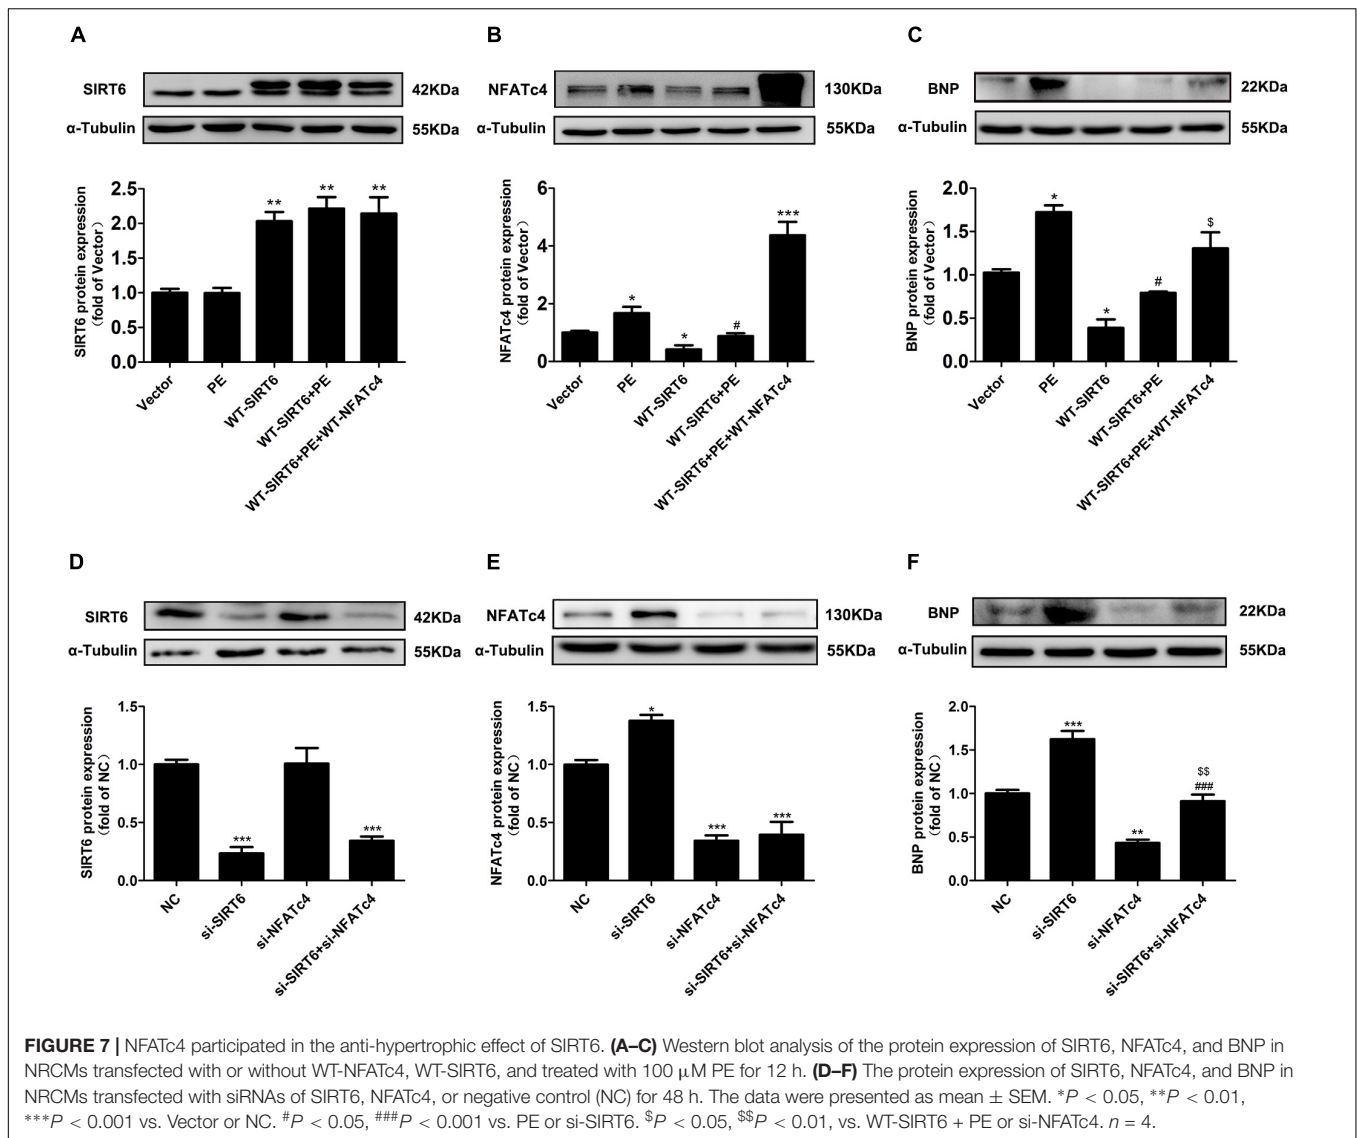 A
SIRT6 42KDa
α-Tubulin 55KDa
SIRT6 protein expression
(fold of Vector)
2.5
2.0
1.5
1.0
0.5
0.0
** ** **
Vector
PE
WT-SIRT6
WT-SIRT6+PE
WT-SIRT6+PE+WT-NFATc4
B
NFATc4 130KDa
α-Tubulin 55KDa
NFATc4 protein expression
(fold of Vector)
6
4
2
0
* * # ***
Vector
PE
WT-SIRT6
WT-SIRT6+PE
WT-SIRT6+PE+WT-NFATc4
C
BNP 22KDa
α-Tubulin 55KDa
BNP protein expression
(fold of Vector)
2.0
1.5
1.0
0.5
0.0
* * # $
Vector
PE
WT-SIRT6
WT-SIRT6+PE
WT-SIRT6+PE+WT-NFATc4
D
SIRT6 42KDa
α-Tubulin 55KDa
SIRT6 protein expression
(fold of NC)
1.5
1.0
0.5
0.0
*** ***
NC
si-SIRT6
si-NFATc4
si-SIRT6+si-NFATc4
E
NFATc4 130KDa
α-Tubulin 55KDa
NFATc4 protein expression
(fold of NC)
1.5
1.0
0.5
0.0
* *** ***
NC
si-SIRT6
si-NFATc4
si-SIRT6+si-NFATc4
F
BNP 22KDa
α-Tubulin 55KDa
BNP protein expression
(fold of NC)
2.0
1.5
1.0
0.5
0.0
*** **
$$
###
NC
si-SIRT6
si-NFATc4
si-SIRT6+si-NFATc4
FIGURE 7 | NFATc4 participated in the anti-hypertrophic effect of SIRT6. (A–C) Western blot analysis of the protein expression of SIRT6, NFATc4, and BNP in
NRCMs transfected with or without WT-NFATc4, WT-SIRT6, and treated with 100 μM PE for 12 h. (D–F) The protein expression of SIRT6, NFATc4, and BNP in
NRCMs transfected with siRNAs of SIRT6, NFATc4, or negative control (NC) for 48 h. The data were presented as mean ± SEM. *P < 0.05, **P < 0.01,
***P < 0.001 vs. Vector or NC. #P < 0.05, ###P < 0.001 vs. PE or si-SIRT6. $P < 0.05, $$P < 0.01, vs. WT-SIRT6 + PE or si-NFATc4. n = 4.